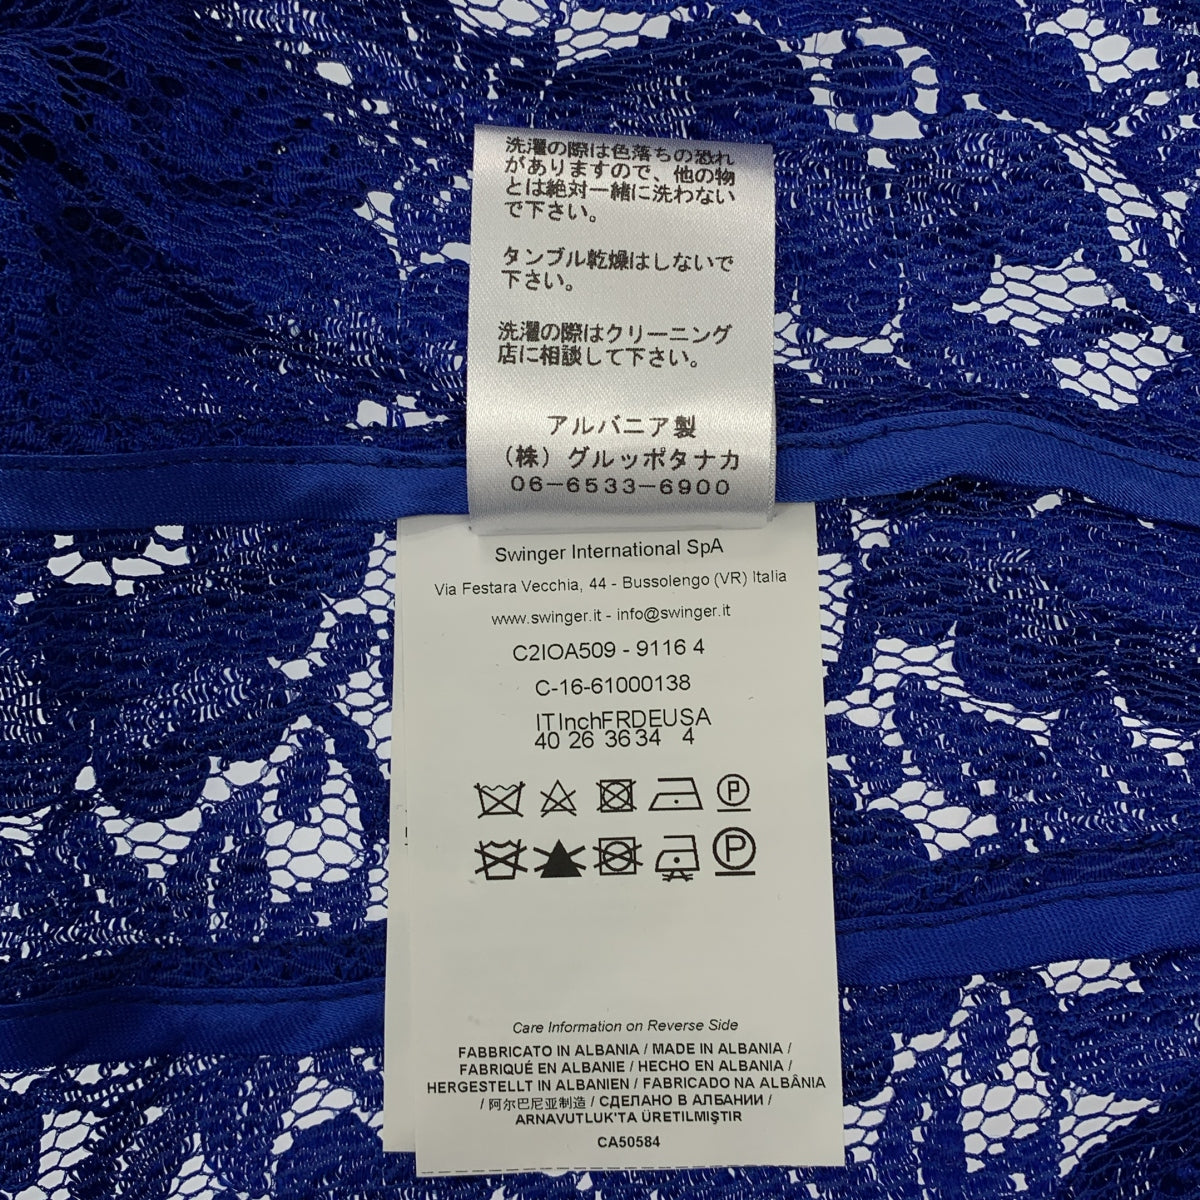 洗濯の際は色落ちの恐れ
がありますので、他の物
とは絶対一緒に洗わない
で下さい。
タンブル乾燥はしないで
下さい。
洗濯の際はクリーニング
店に相談して下さい。
アルバニア製
(株)グルッポタナカ
06-6533-6900
Swinger International SpA
Via Festara Vecchia, 44 - Bussolengo (VR) Italia
www.swinger.it - info@swinger.it
C2IOA509 - 9116 4
C-16-61000138
ITInchFRDEUSA
40 26 36 34 4
P
P
Care Information on Reverse Side
FABBRICATO IN ALBANIA / MADE IN ALBANIA /
FABRIQUÉ EN ALBANIE / HECHO EN ALBANIA /
HERGESTELLT IN ALBANIEN / FABRICADO NA ALBÂNIA
/ 阿尔巴尼亚制造 / СДЕЛАНО В АЛБАНИИ /
ARNAVUTLUK'TA ÜRETILMIŞTIR
CA50584